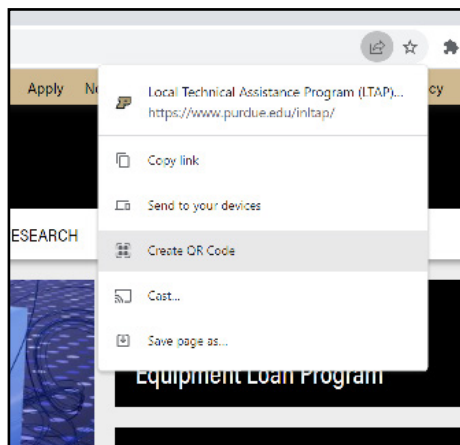 Apply
Local Technical Assistance Program (LTAP)...
https://www.purdue.edu/inltap/
Copy link
Send to your devices
ESEARCH
Create QR Code
Cast...
Save page as...
Equipment Loan Program